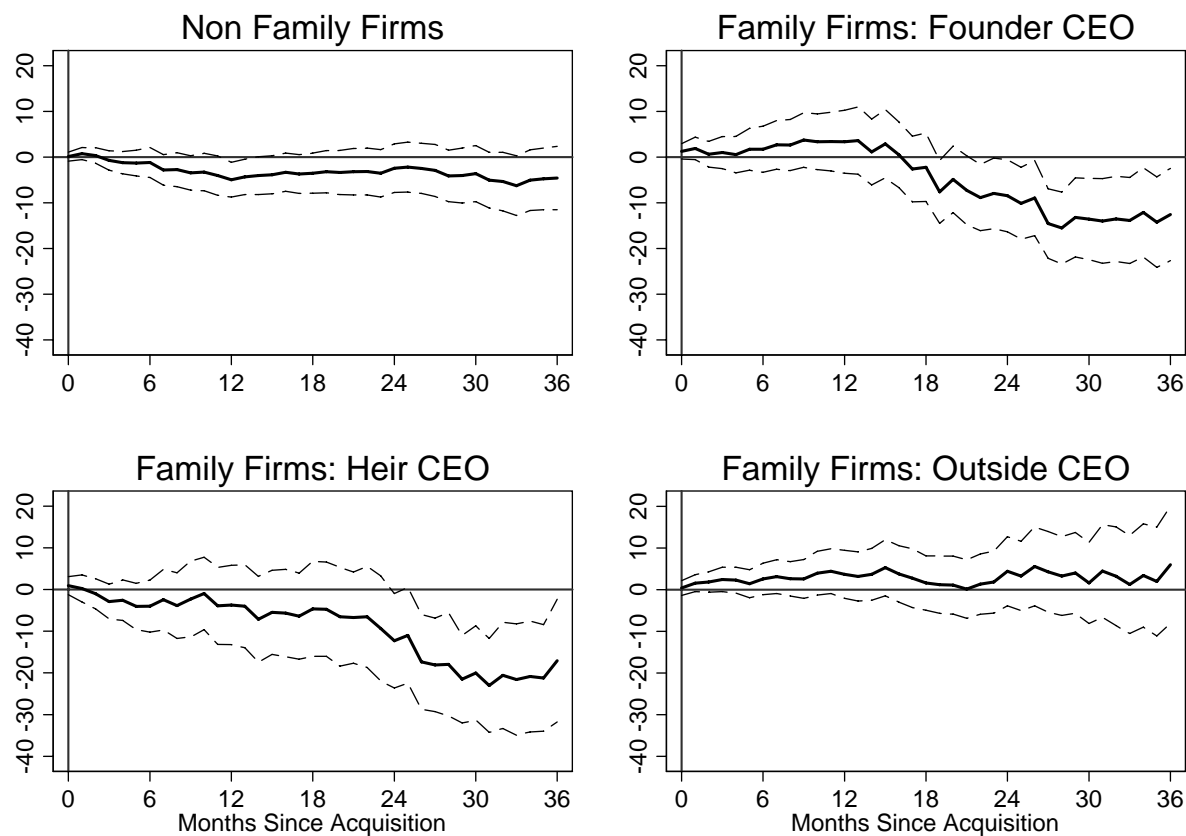 Non Family Firms
20
10
0
-10
-20
-30
-40
0 6 12 18 24 30 36
Family Firms: Founder CEO
20
10
0
-10
-20
-30
-40
0 6 12 18 24 30 36
Family Firms: Heir CEO
20
10
0
-10
-20
-30
-40
0 6 12 18 24 30 36
Months Since Acquisition
Family Firms: Outside CEO
20
10
0
-10
-20
-30
-40
0 6 12 18 24 30 36
Months Since Acquisition